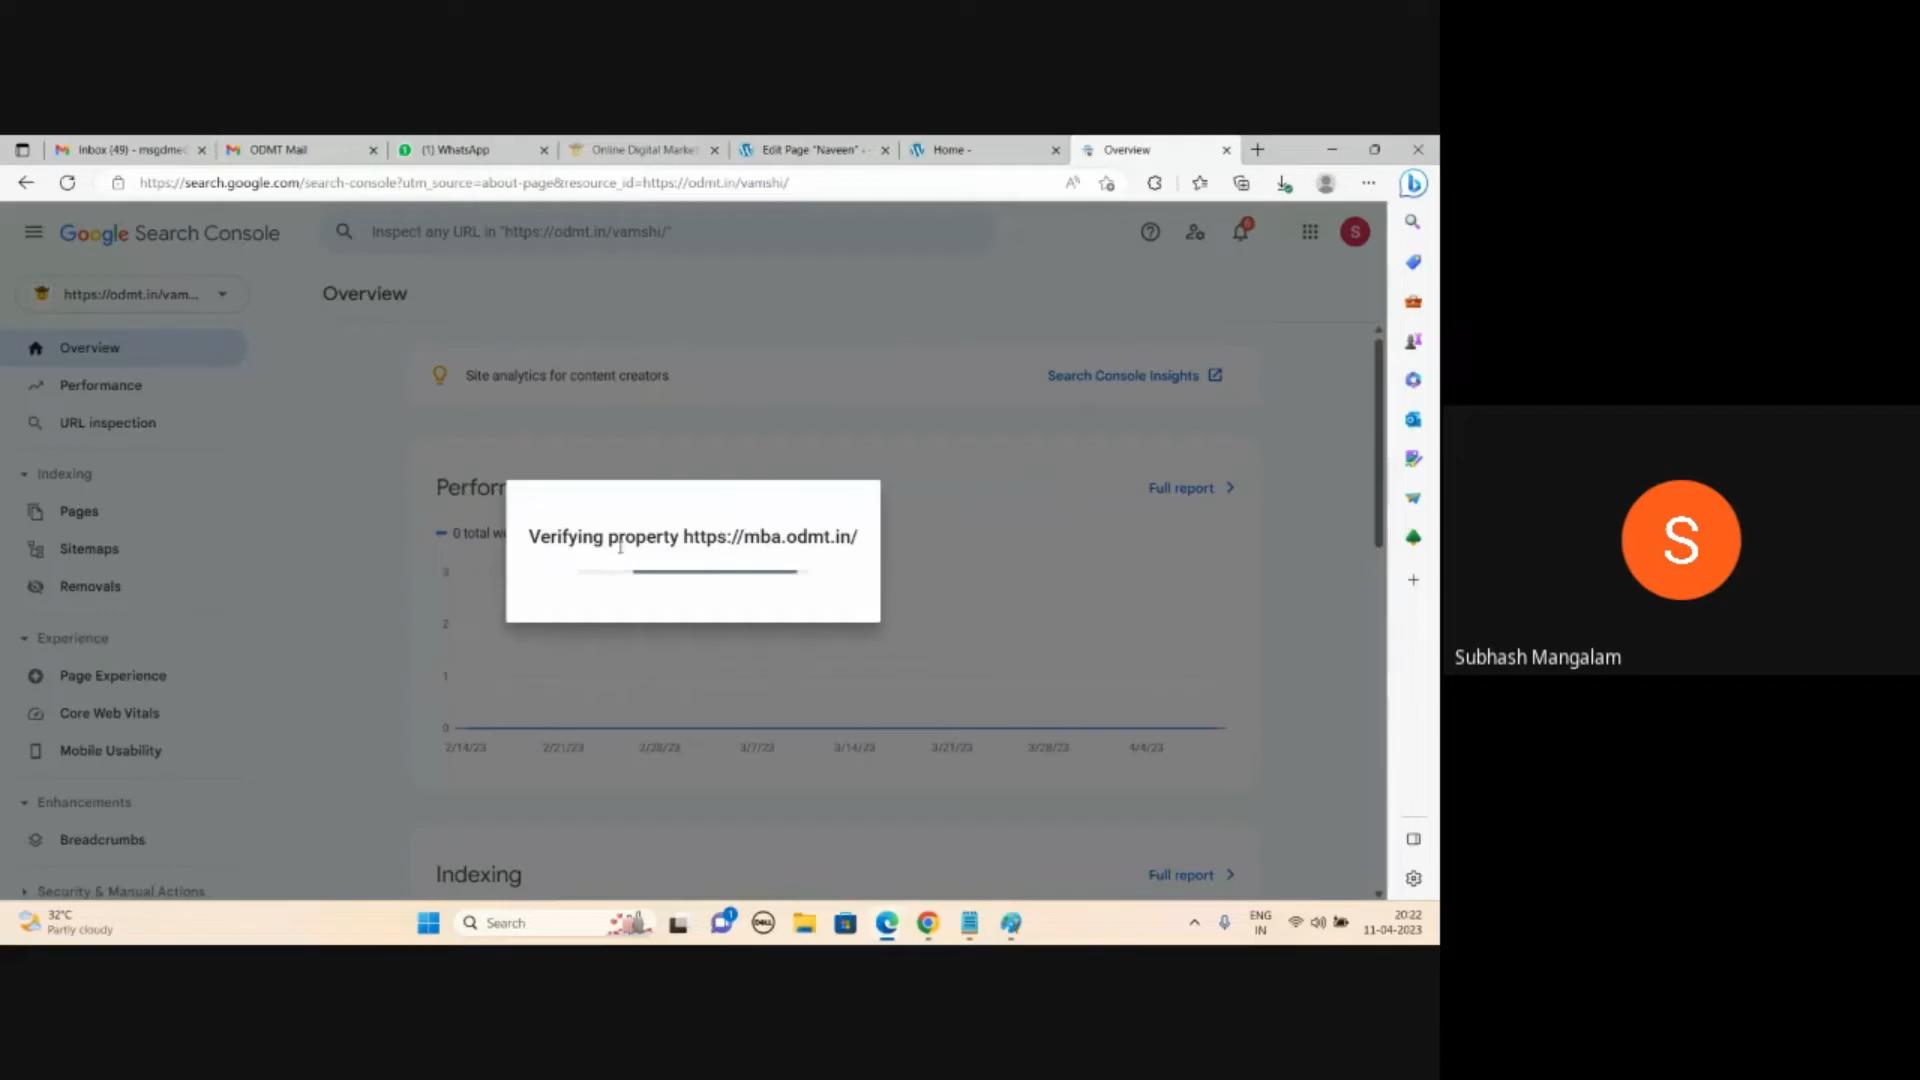 Inbox (49) - msgdme
ODMT Mail
(1) WhatsApp
Online Digital Marke
Edit Page "Naveen" -
Home -
Overview
https://search.google.com/search-console?utm_source=about-page&resource_id=https://odmt.in/vamshi/
Google Search Console
Inspect any URL in "https://odmt.in/vamshi/"
6
S
https://odmt.in/vam...
Overview
Overview
Performance
URL inspection
Indexing
Pages
Sitemaps
Removals
Experience
Page Experience
Core Web Vitals
Mobile Usability
Enhancements
Breadcrumbs
Security & Manual Actions
Site analytics for content creators
Search Console Insights
Perfor
Full report
0 total w
Verifying property https://mba.odmt.in/
3
2
1
0
2/14/23 2/21/23 2/28/23 3/7/23 3/14/23 3/21/23 3/28/23 4/4/23
Indexing
Full report
S
Subhash Mangalam
32°C
Partly cloudy
Search
1
DELL
ENG
IN
20:22
11-04-2023